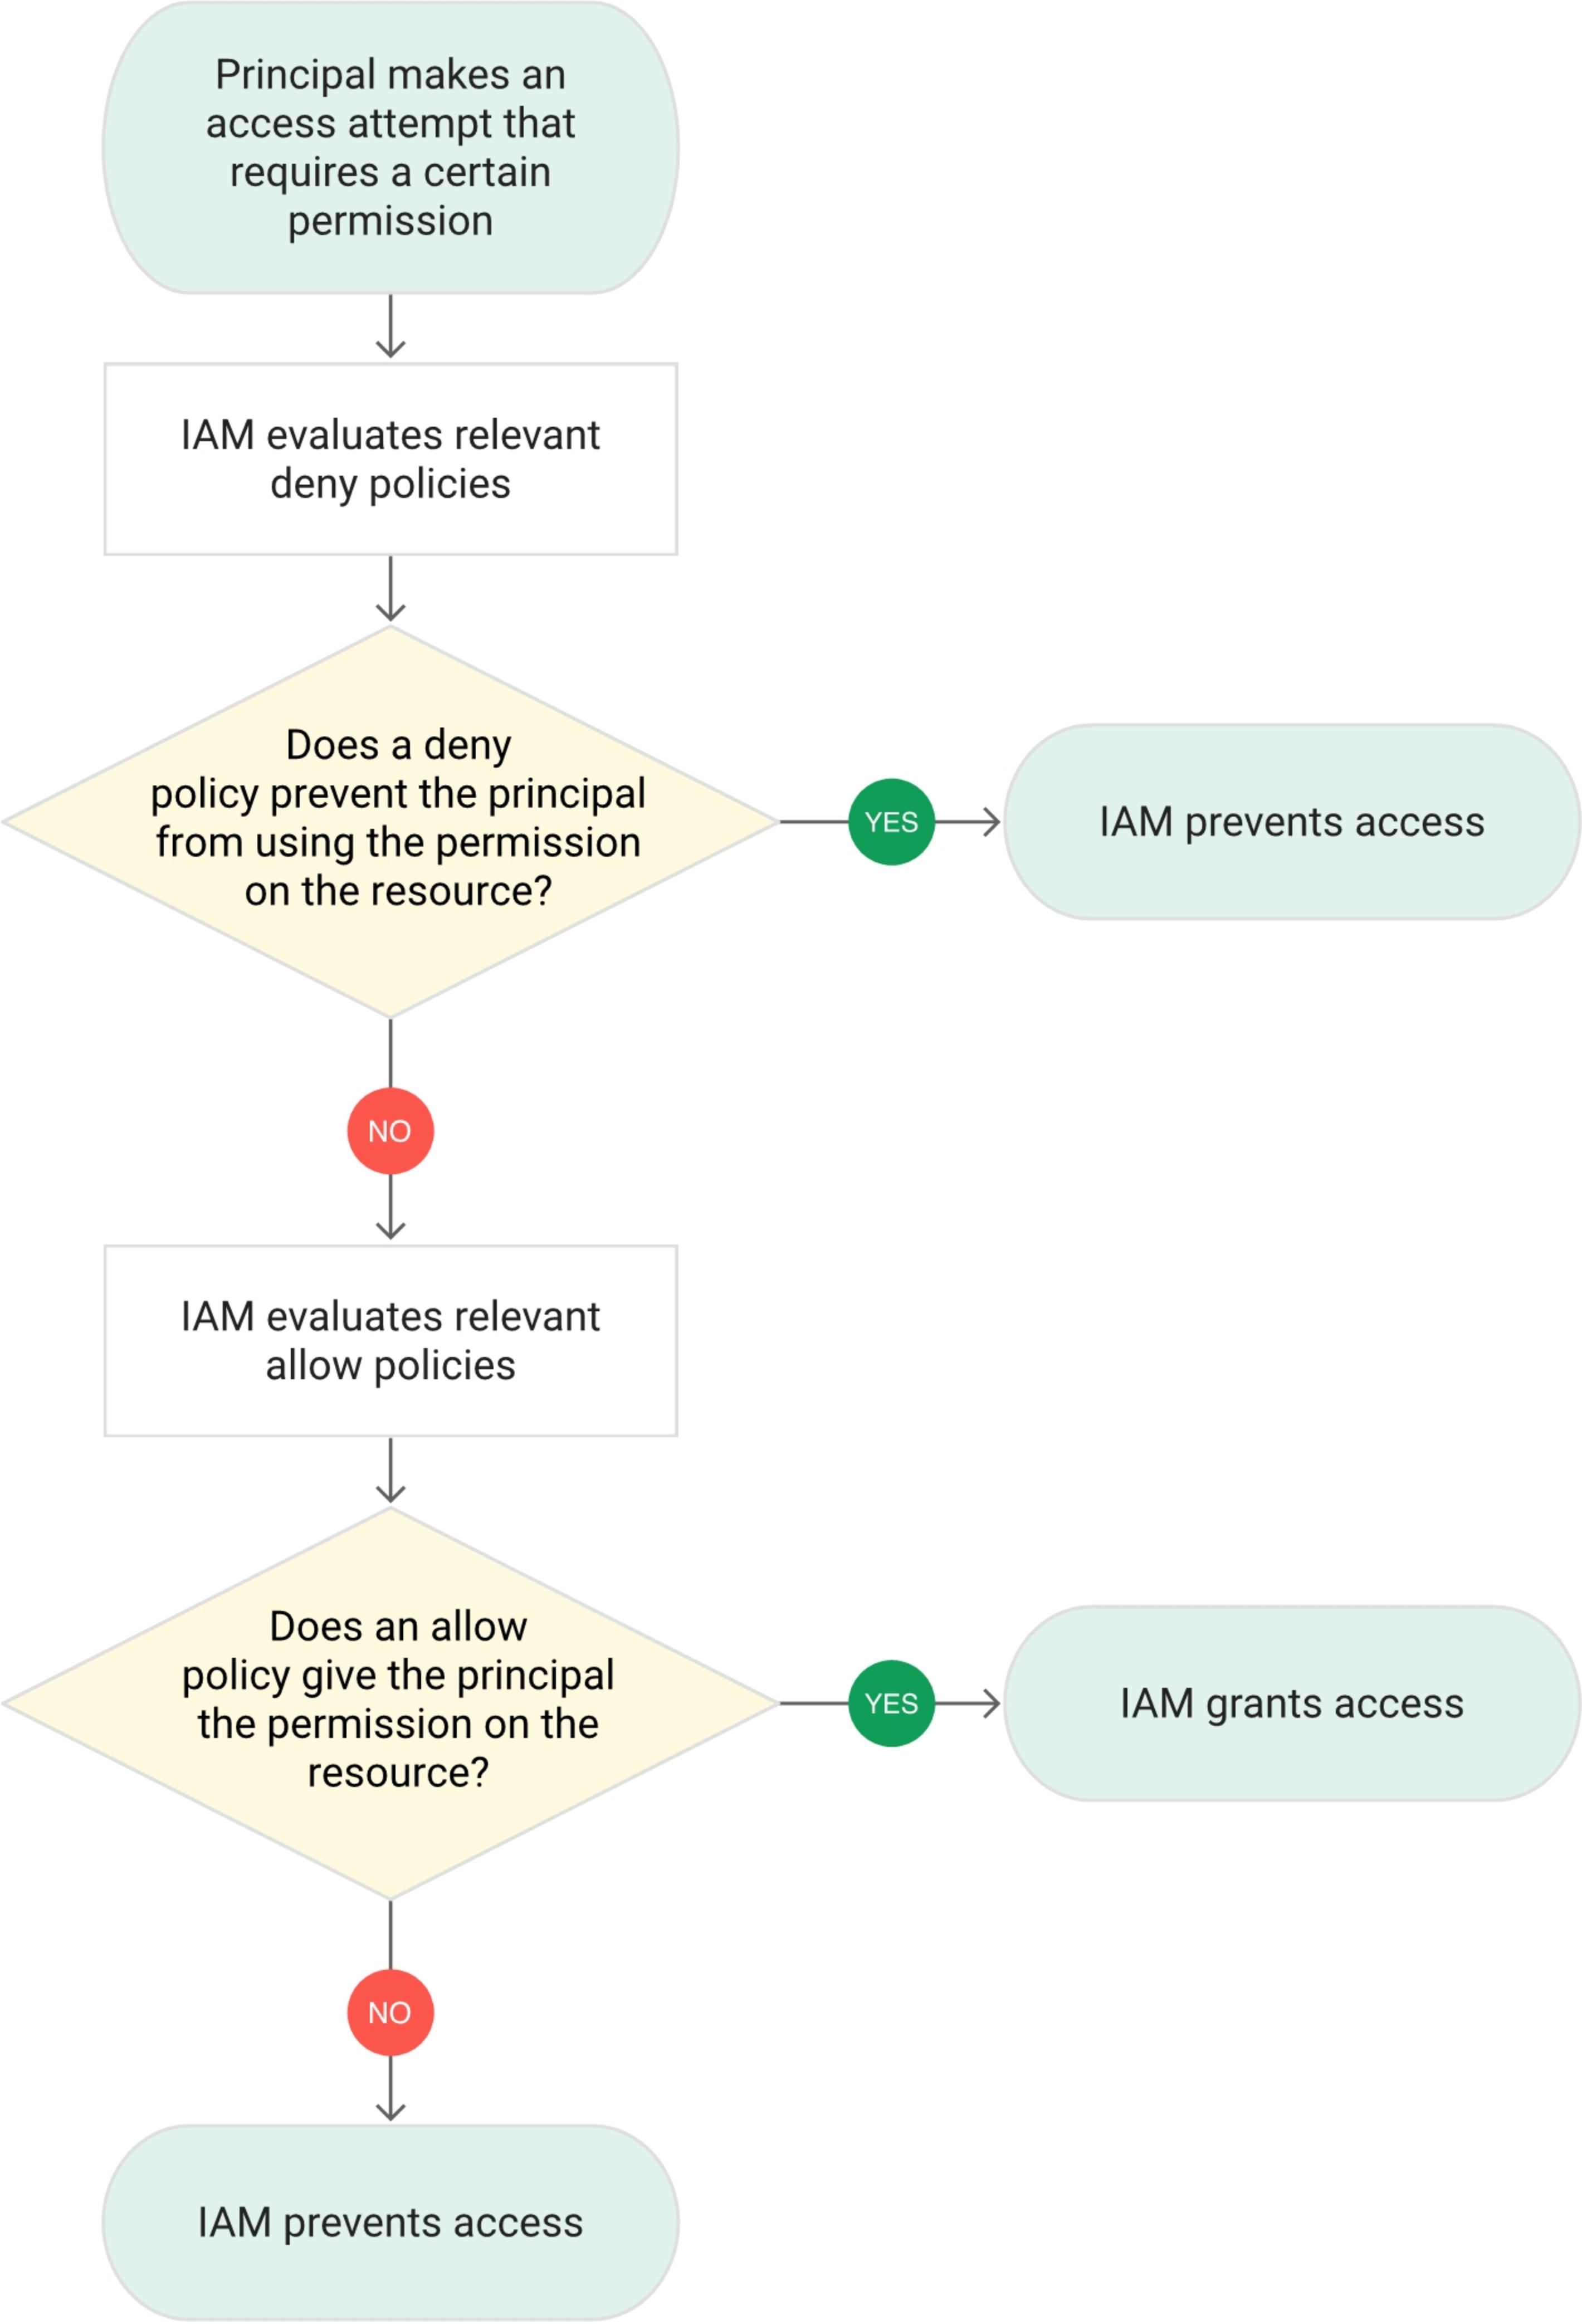 Principal makes an
access attempt that
requires a certain
permission
IAM evaluates relevant
deny policies
Does a deny
policy prevent the principal
from using the permission
on the resource?
YES
IAM prevents access
NO
IAM evaluates relevant
allow policies
Does an allow
policy give the principal
the permission on the
resource?
YES
IAM grants access
NO
IAM prevents access